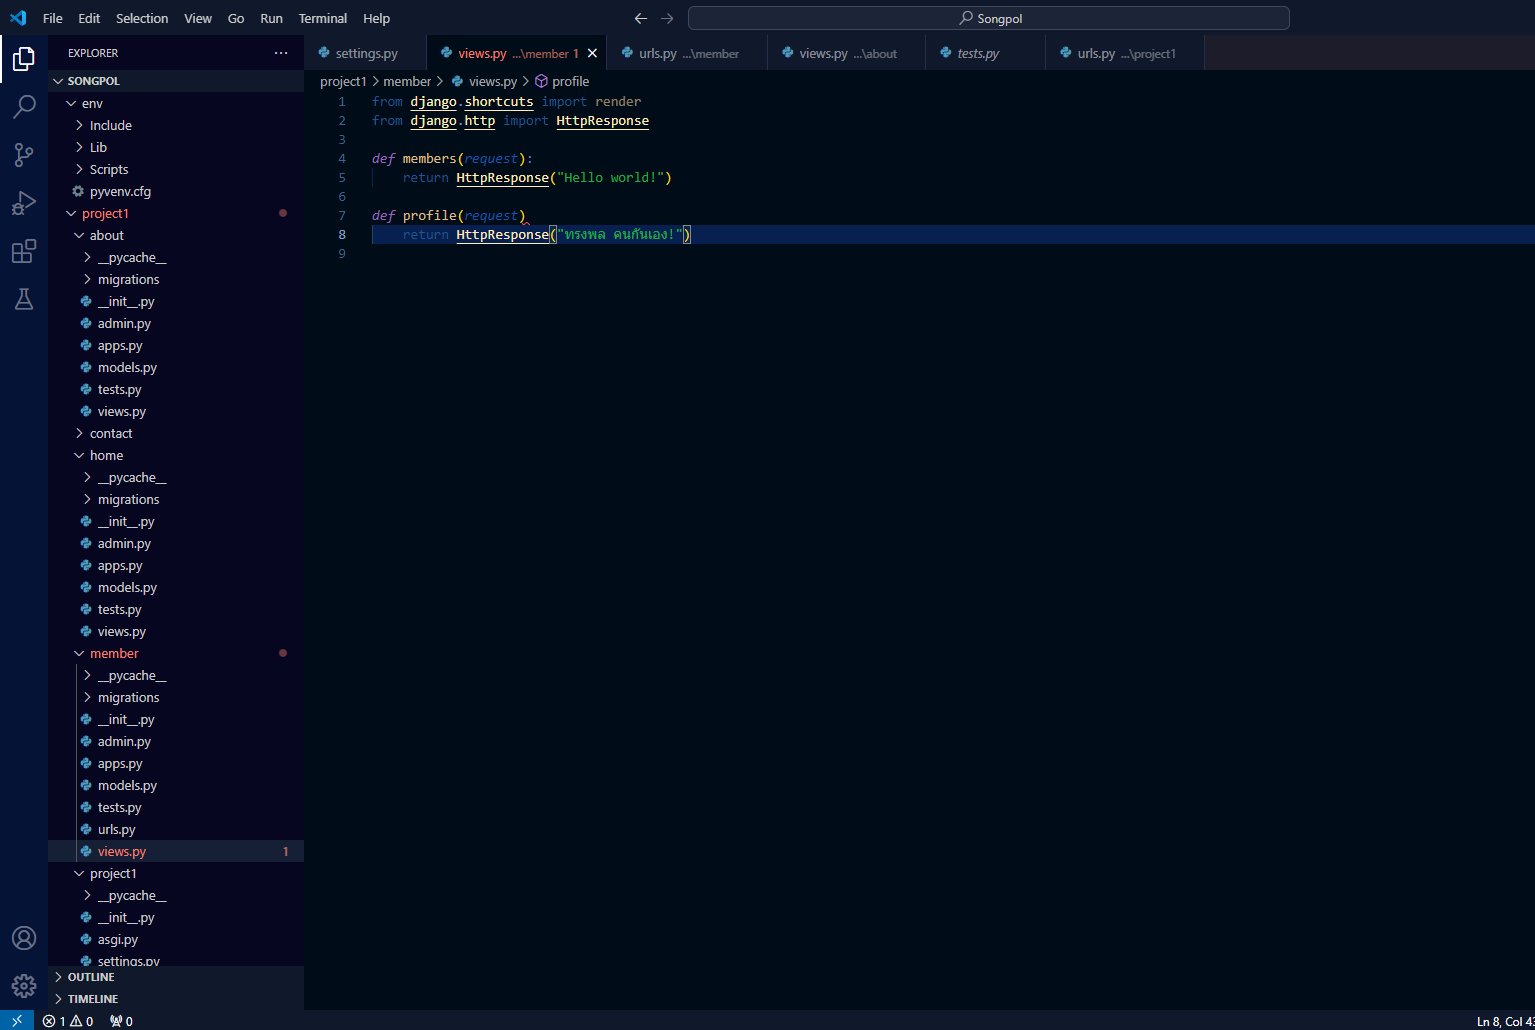 File Edit Selection View Go Run Terminal Help
Songpol
EXPLORER
SONGPOL
env
Include
Lib
Scripts
pyvenv.cfg
project1
about
__pycache__
migrations
__init__.py
admin.py
apps.py
models.py
tests.py
views.py
contact
home
__pycache__
migrations
__init__.py
admin.py
apps.py
models.py
tests.py
views.py
member
__pycache__
migrations
__init__.py
admin.py
apps.py
models.py
tests.py
urls.py
views.py 1
project1
__pycache__
__init__.py
asgi.py
settings.py
OUTLINE
TIMELINE
settings.py views.py ...\member 1 urls.py ...\member views.py ...\about tests.py urls.py ...\project1
project1 > member > views.py > profile
1 from django.shortcuts import render
2 from django.http import HttpResponse
3
4 def members(request):
5 return HttpResponse("Hello world!")
6
7 def profile(request)
8 return HttpResponse("ทรงพล คนกันเอง!")
9
1 0 0
Ln 8, Col 43